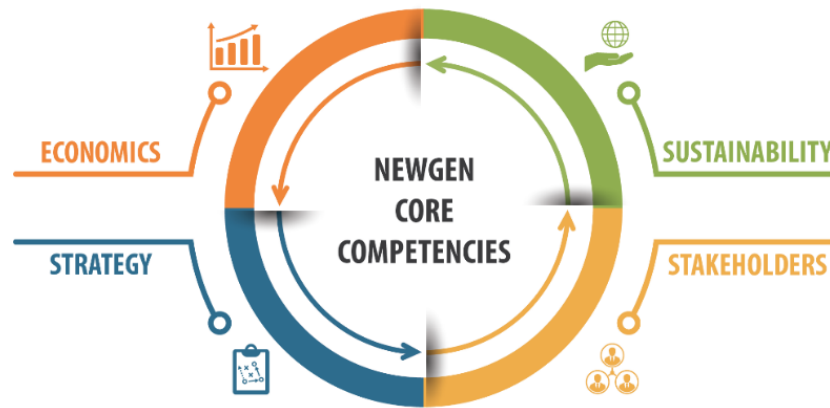 ECONOMICS
SUSTAINABILITY
NEWGEN
CORE
COMPETENCIES
STRATEGY
STAKEHOLDERS